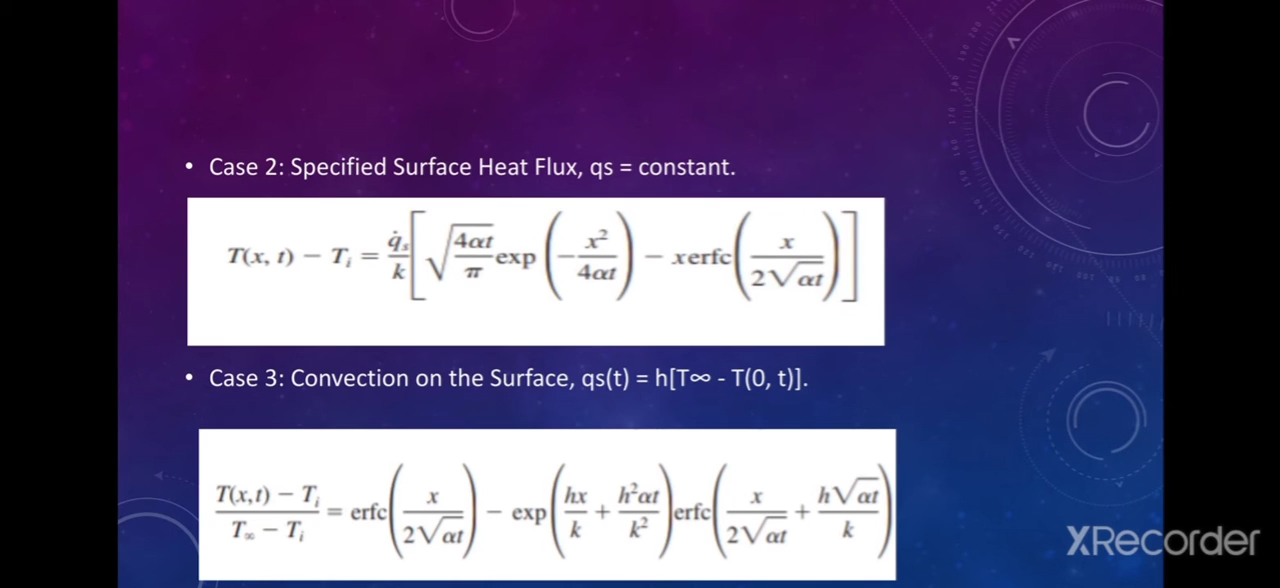 • Case 2: Specified Surface Heat Flux, qs = constant.
T(x, t) − Tᵢ = q̇ₛ/k [√(4αt/π) exp(−x²/4αt) − xerfc(x/2√αt)]
• Case 3: Convection on the Surface, qs(t) = h[T∞ - T(0, t)].
T(x,t) − Tᵢ / T∞ − Tᵢ = erfc(x/2√αt) − exp(hx/k + h²αt/k²)erfc(x/2√αt + h√αt/k)
XRecorder